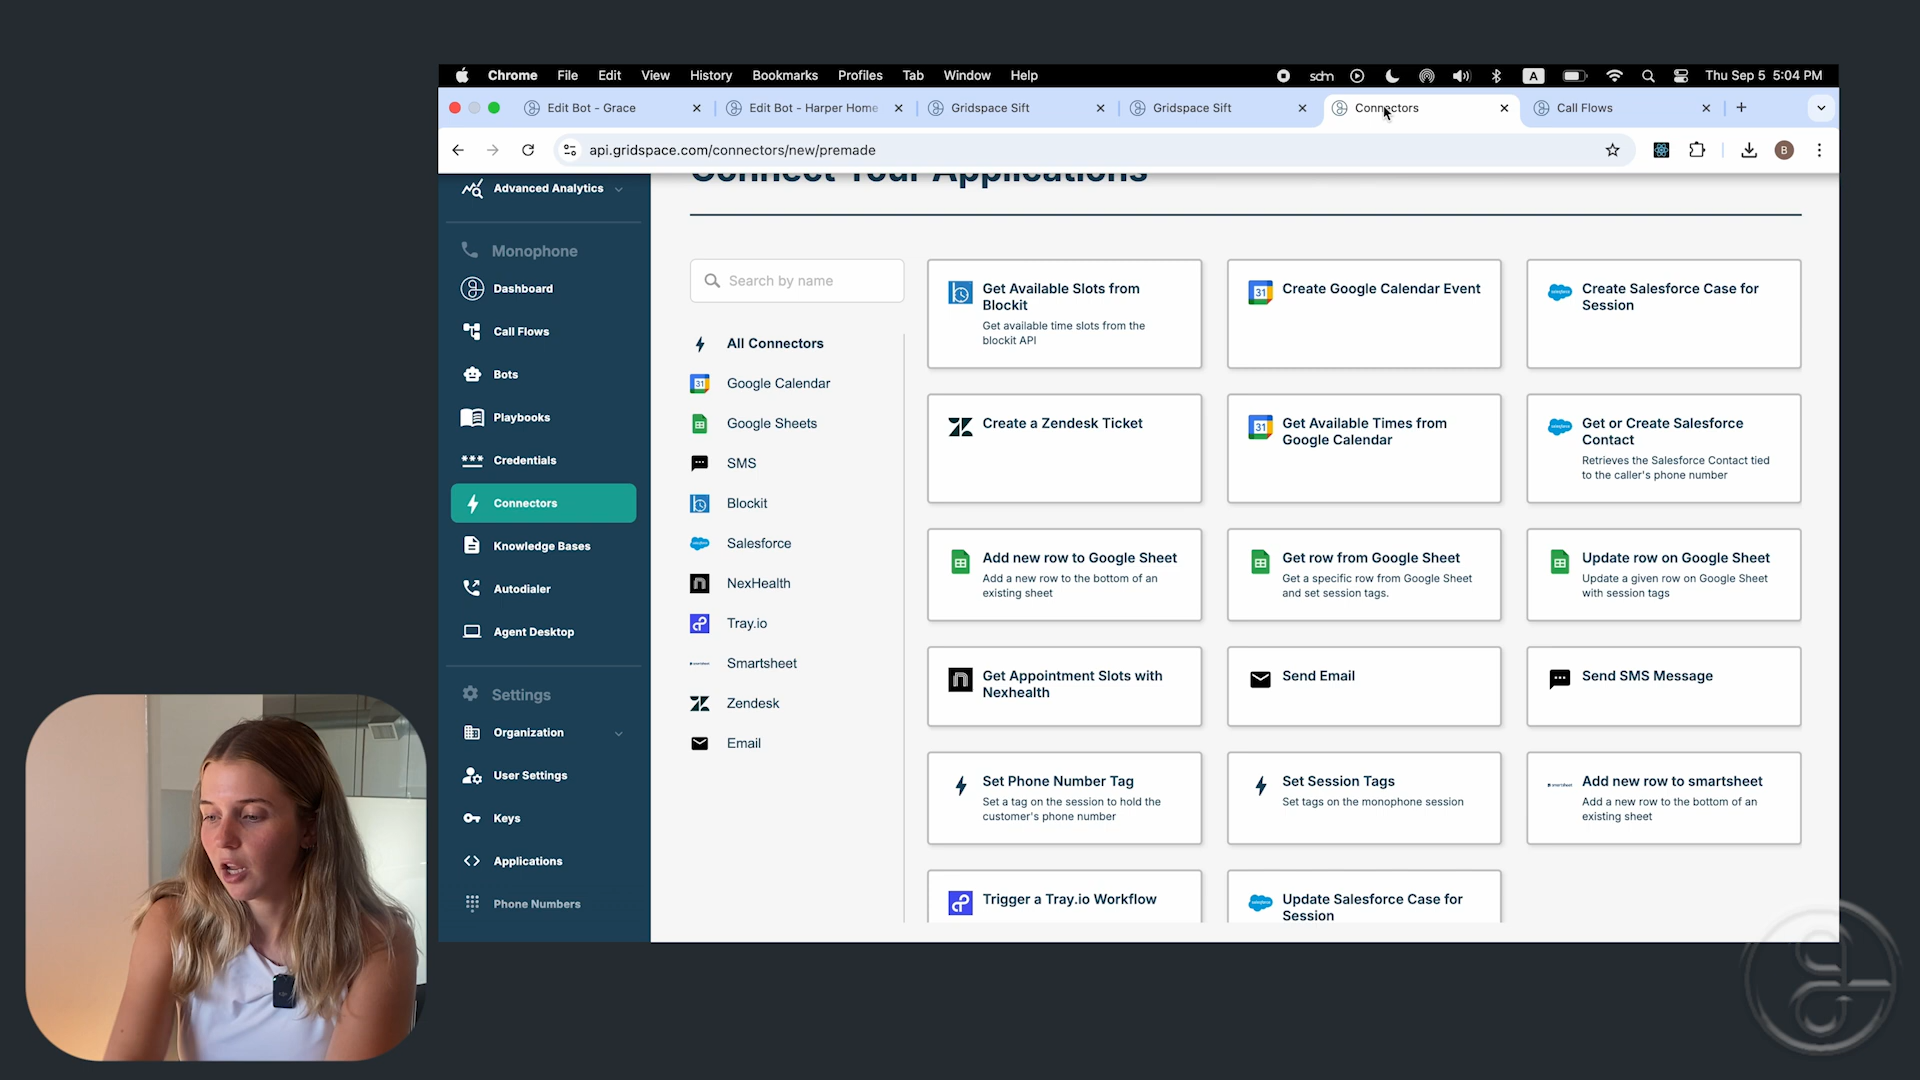 Chrome File Edit View History Bookmarks Profiles Tab Window Help
sdm
A
Thu Sep 5 5:04 PM
Edit Bot - Grace
Edit Bot - Harper Home
Gridspace Sift
Gridspace Sift
Connectors
Call Flows
api.gridspace.com/connectors/new/premade
B
Connect Your Applications
Advanced Analytics
Monophone
Dashboard
Call Flows
Bots
Playbooks
Credentials
Connectors
Knowledge Bases
Autodialer
Agent Desktop
Settings
Organization
User Settings
Keys
Applications
Phone Numbers
Search by name
All Connectors
31
Google Calendar
Google Sheets
SMS
Blockit
Salesforce
NexHealth
Tray.io
Smartsheet
Zendesk
Email
Get Available Slots from
Blockit
Get available time slots from the
blockit API
31
Create Google Calendar Event
Create Salesforce Case for
Session
Create a Zendesk Ticket
31
Get Available Times from
Google Calendar
Get or Create Salesforce
Contact
Retrieves the Salesforce Contact tied
to the caller's phone number
Add new row to Google Sheet
Add a new row to the bottom of an
existing sheet
Get row from Google Sheet
Get a specific row from Google Sheet
and set session tags.
Update row on Google Sheet
Update a given row on Google Sheet
with session tags
Get Appointment Slots with
Nexhealth
Send Email
Send SMS Message
Set Phone Number Tag
Set a tag on the session to hold the
customer's phone number
Set Session Tags
Set tags on the monophone session
Add new row to smartsheet
Add a new row to the bottom of an
existing sheet
Trigger a Tray.io Workflow
Update Salesforce Case for
Session